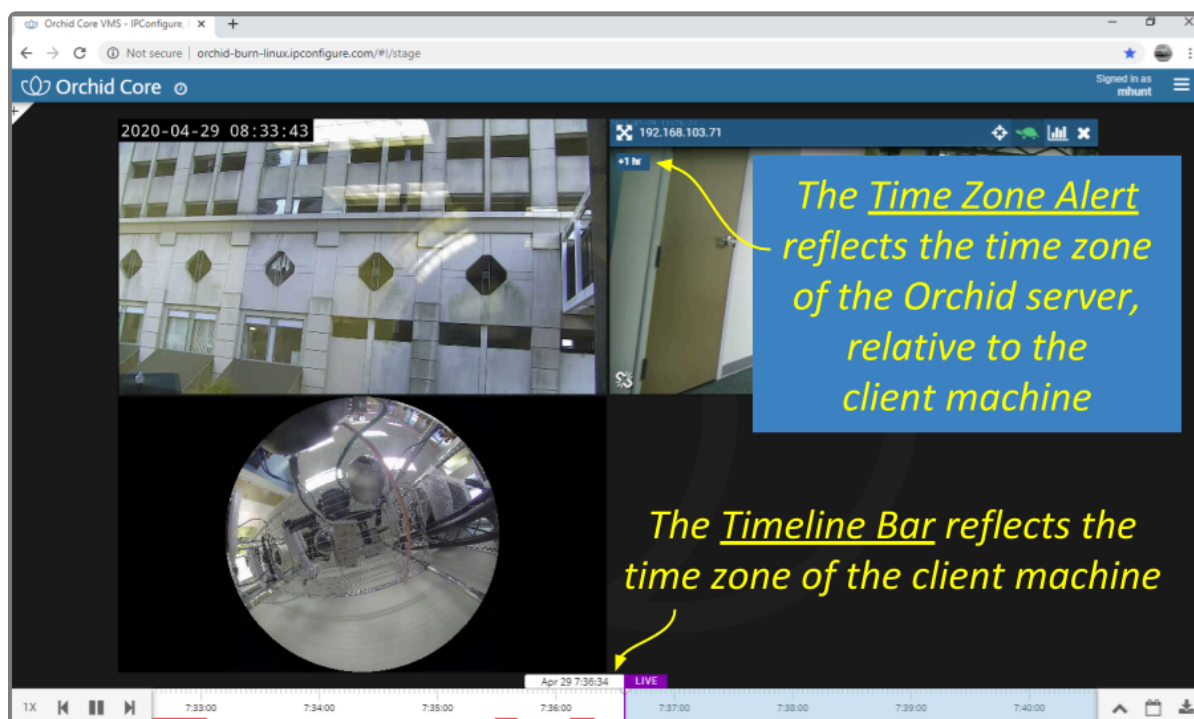 Orchid Core VMS - IPConfigure,
Not secure | orchid-burn-linux.ipconfigure.com/#!/stage
Orchid Core
Signed in as
mhunt
2020-04-29 08:33:43
192.168.103.71
+1 hr
The Time Zone Alert
reflects the time zone
of the Orchid server,
relative to the
client machine
The Timeline Bar reflects the
time zone of the client machine
Apr 29 7:36:34
LIVE
1X
7:33:00
7:34:00
7:35:00
7:36:00
7:37:00
7:38:00
7:39:00
7:40:00